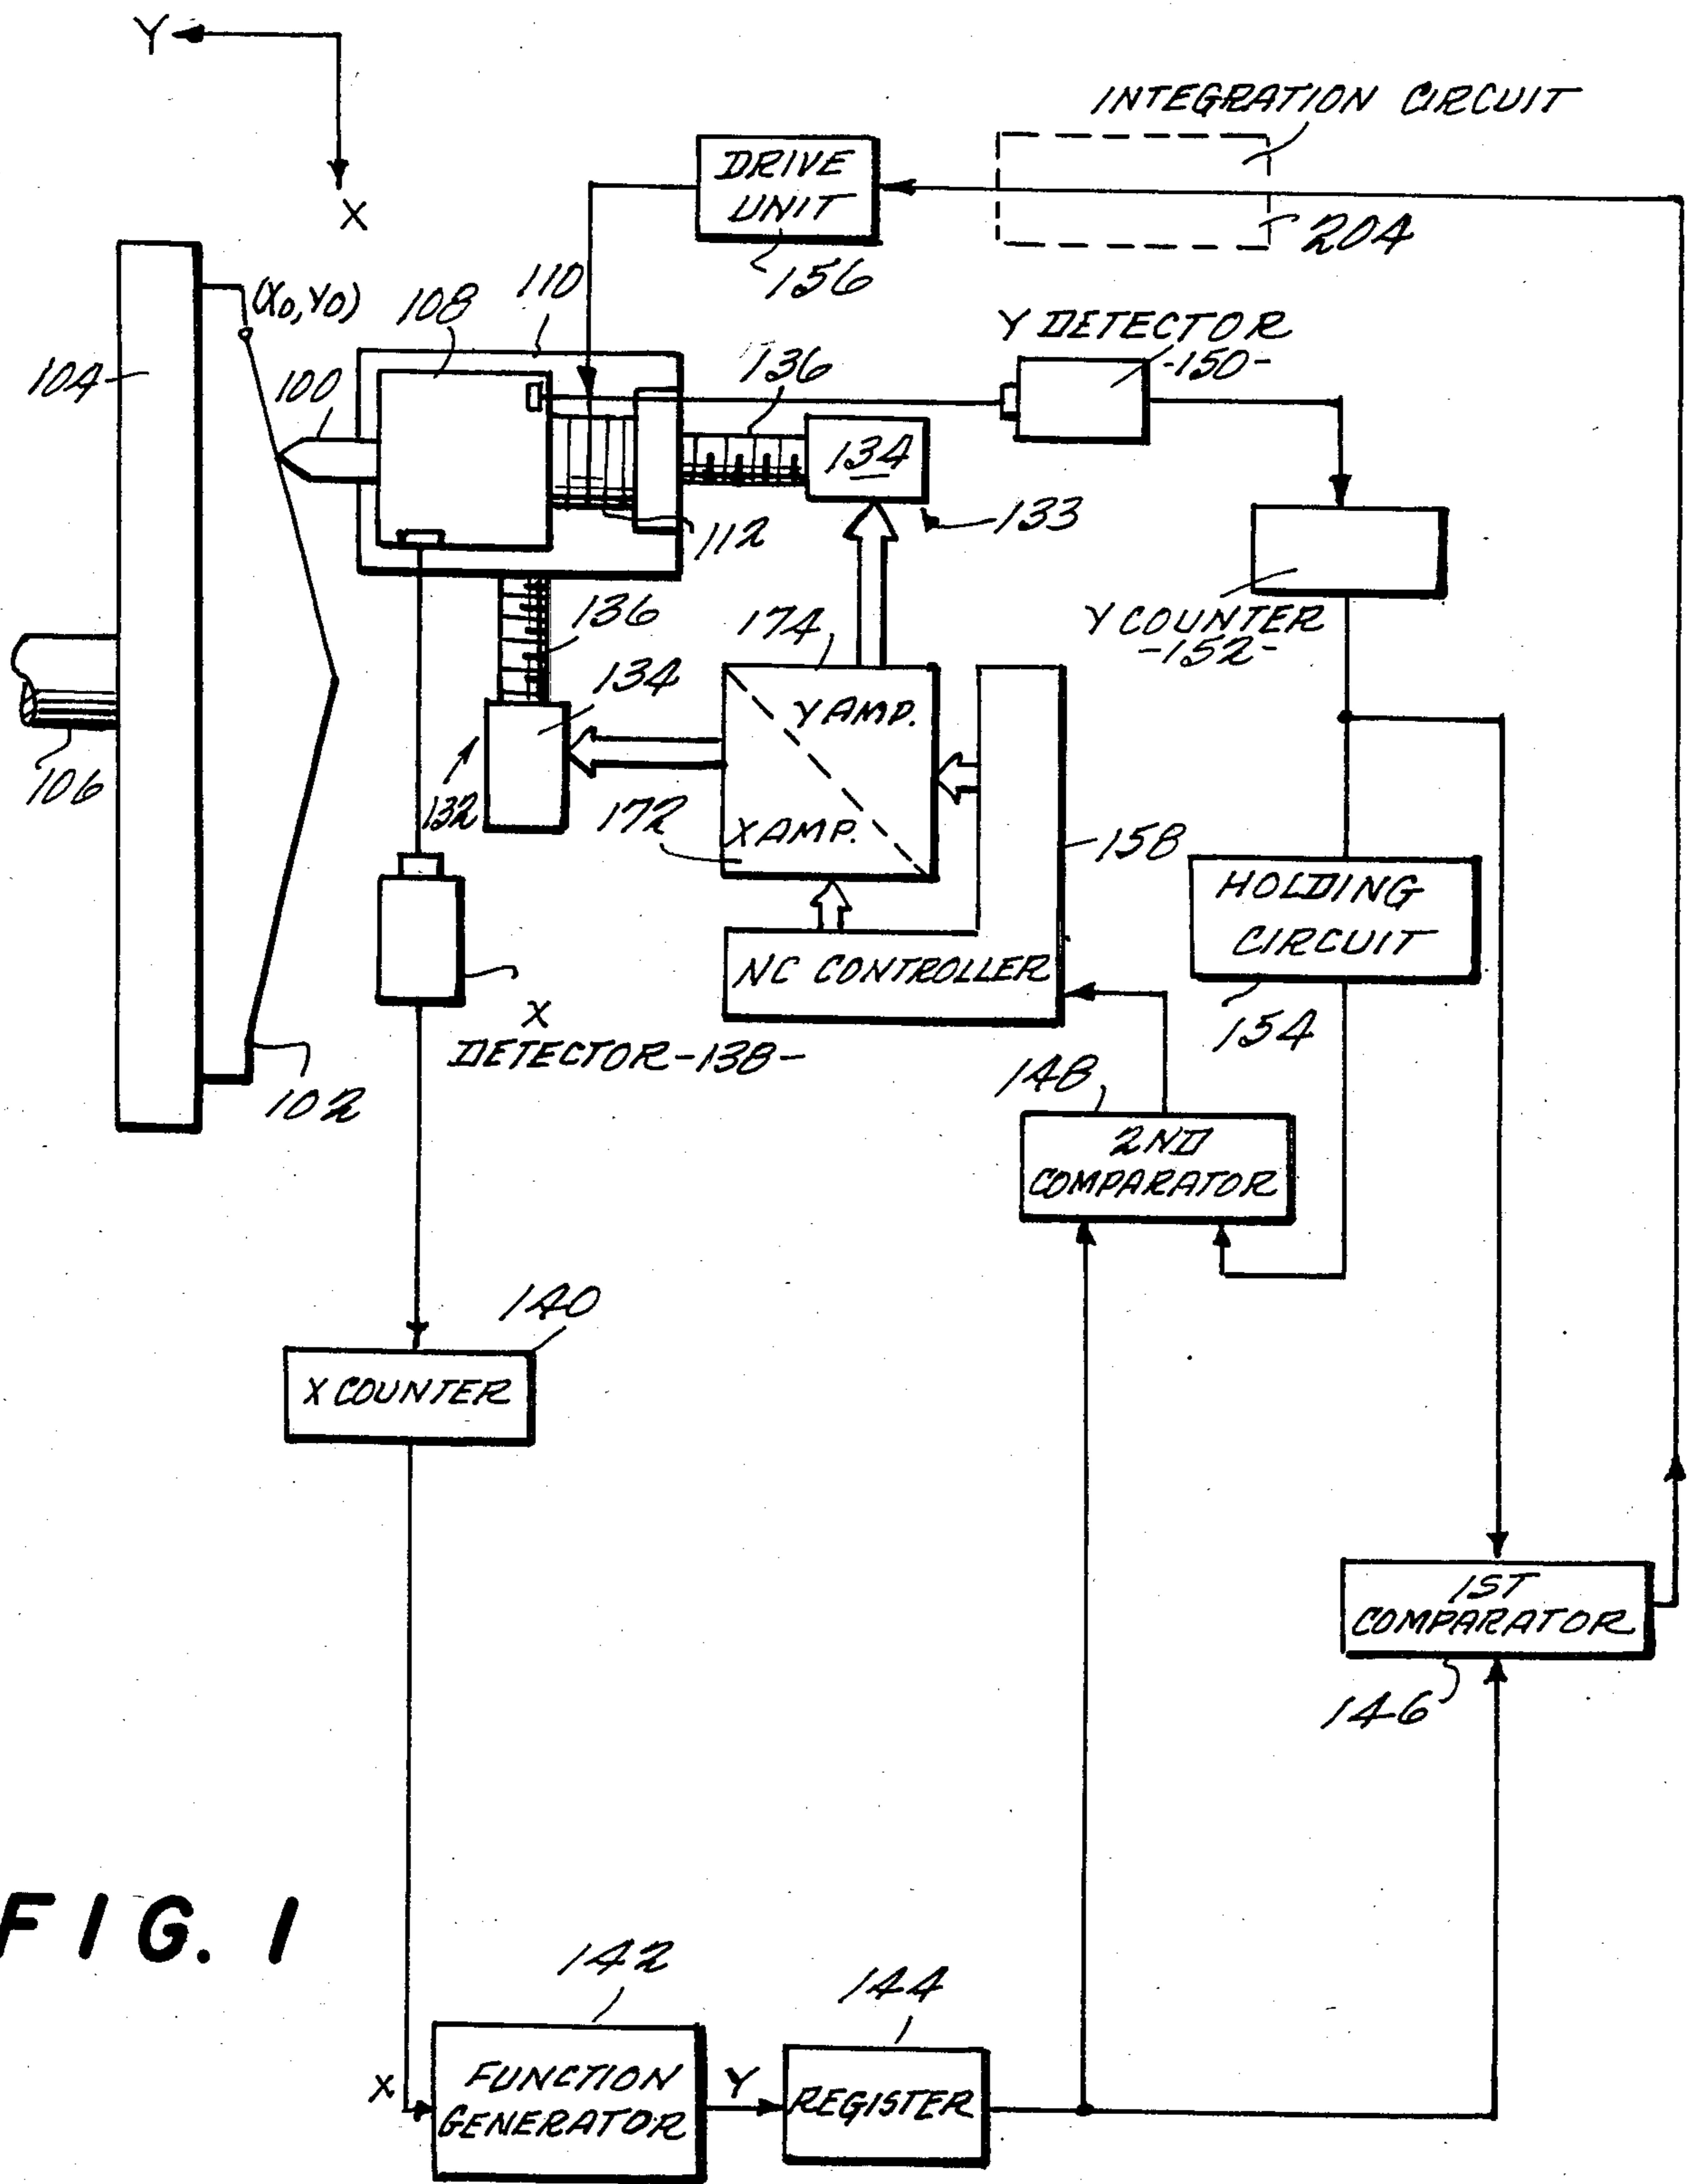 Y
X
INTEGRATION CIRCUIT
204
DRIVE
UNIT
156
(X0, Y0)
108
110
104
100
Y DETECTOR
-150-
136
134
133
112
Y COUNTER
-152-
136
174
134
Y AMP.
106
132
172
X AMP.
158
HOLDING
CIRCUIT
NC CONTROLLER
154
X
DETECTOR-138-
102
148
2ND
COMPARATOR
140
X COUNTER
1ST
COMPARATOR
146
FIG. 1
142
144
X
FUNCTION
GENERATOR
Y
REGISTER